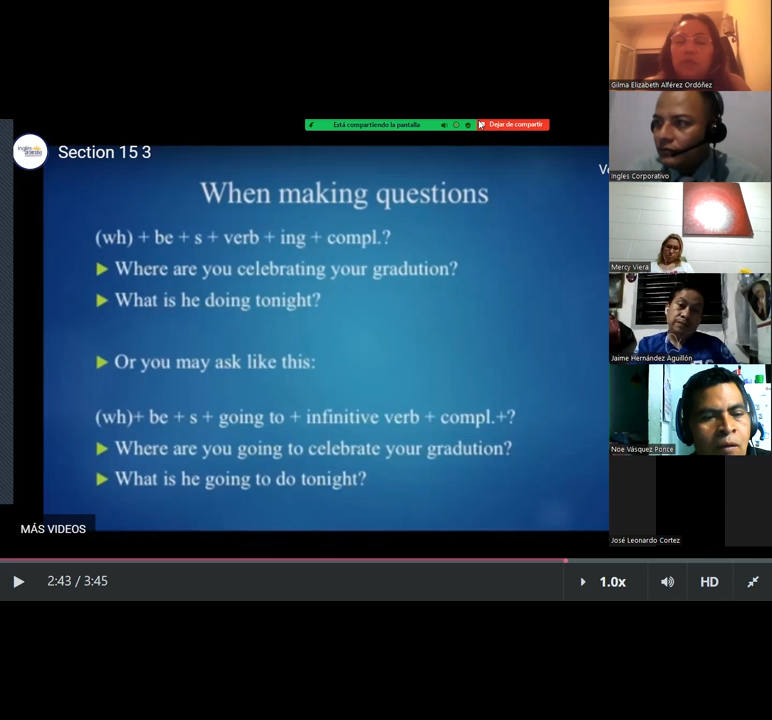 Gilma Elizabeth Alférez Ordóñez
Está compartiendo la pantalla
Dejar de compartir
Section 15 3
When making questions
(wh) + be + s + verb + ing + compl.?
Where are you celebrating your gradution?
What is he doing tonight?
Or you may ask like this:
(wh)+ be + s + going to + infinitive verb + compl.+?
Where are you going to celebrate your gradution?
What is he going to do tonight?
MÁS VIDEOS
2:43 / 3:45
1.0x
HD
Ingles Corporativo
Mercy Viera
Jaime Hernández Aguillón
Noe Vásquez Ponce
José Leonardo Cortez